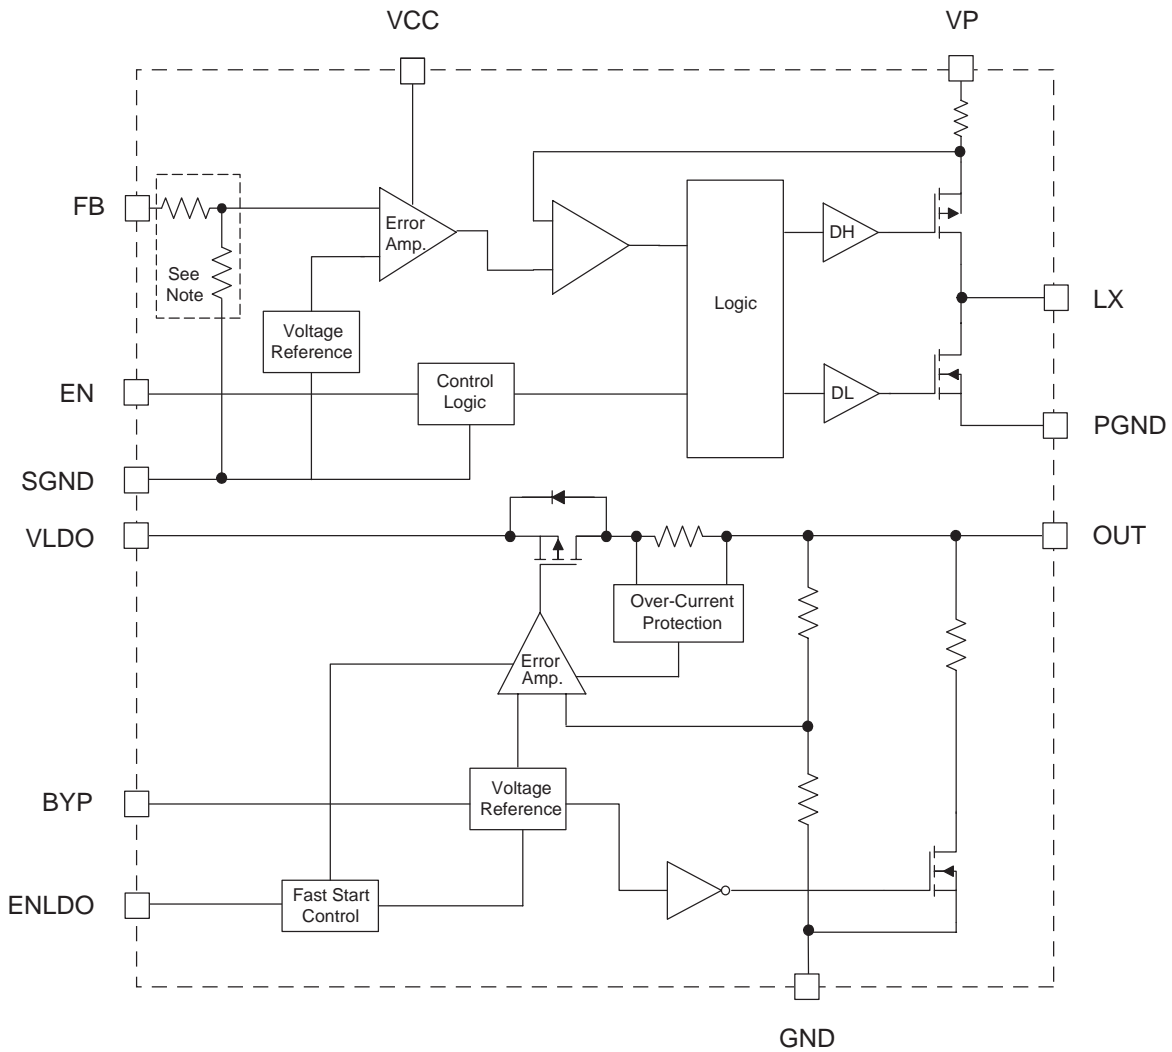 VCC
VP
FB
Error
Amp.
DH
See
Note
LX
Logic
Voltage
Reference
EN
Control
Logic
DL
PGND
SGND
VLDO
OUT
Over-Current
Protection
Error
Amp.
BYP
Voltage
Reference
ENLDO
Fast Start
Control
GND